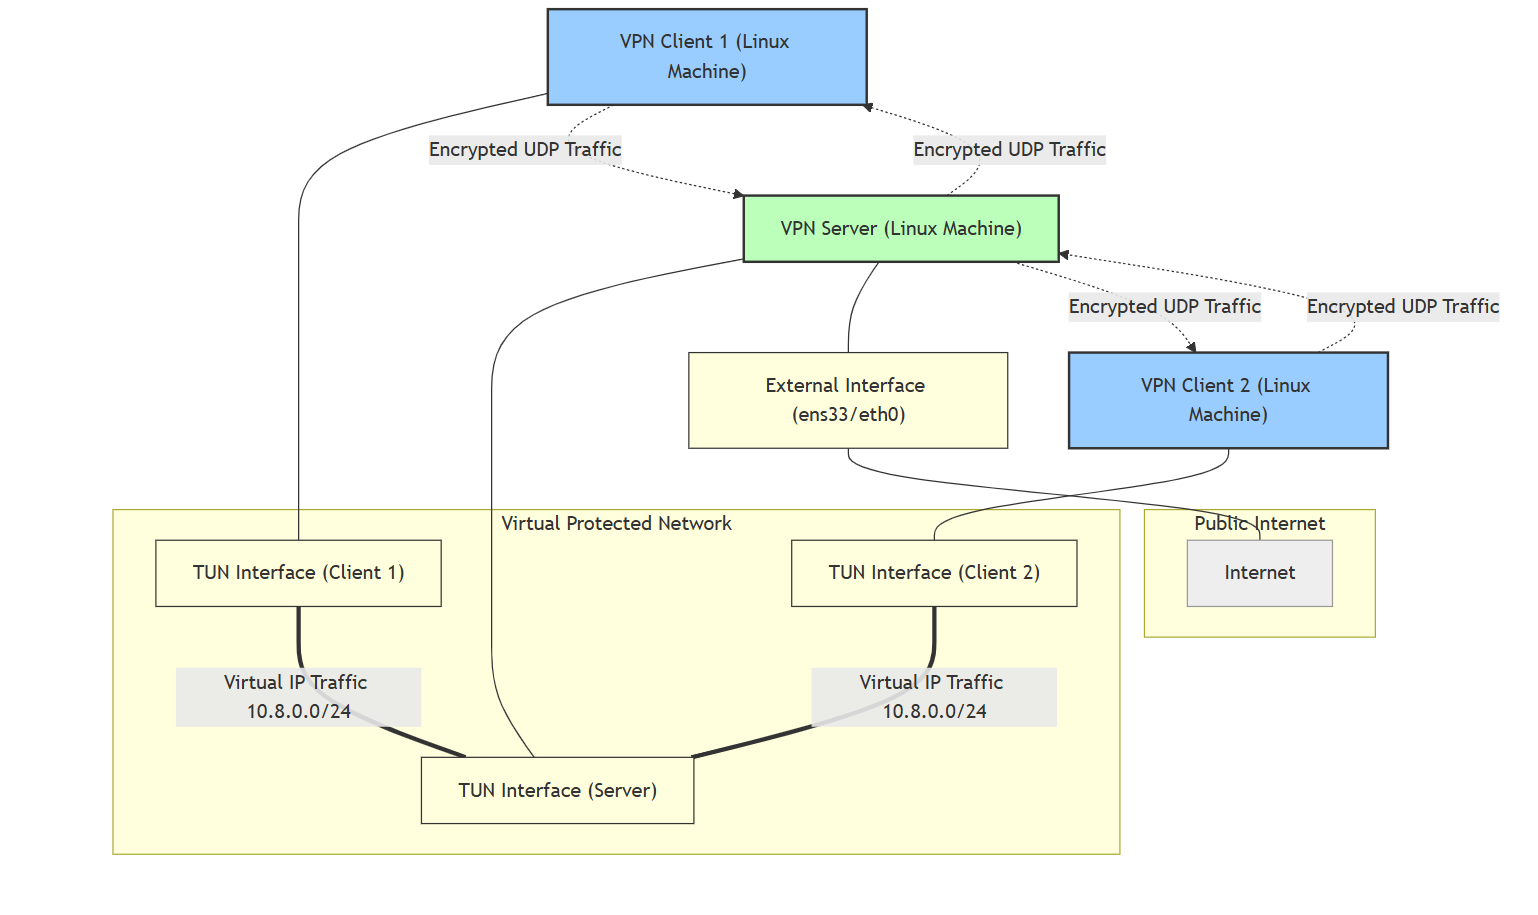 VPN Client 1 (Linux
Machine)
Encrypted UDP Traffic
Encrypted UDP Traffic
VPN Server (Linux Machine)
Encrypted UDP Traffic
Encrypted UDP Traffic
External Interface
(ens33/eth0)
VPN Client 2 (Linux
Machine)
Virtual Protected Network
Public Internet
TUN Interface (Client 1)
TUN Interface (Client 2)
Internet
Virtual IP Traffic
10.8.0.0/24
Virtual IP Traffic
10.8.0.0/24
TUN Interface (Server)